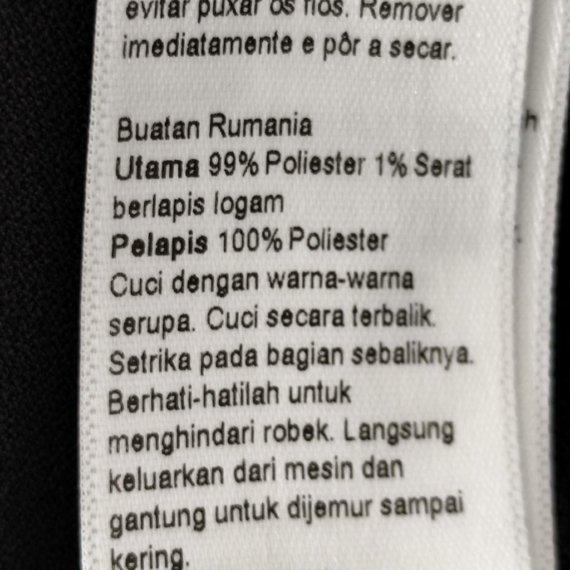 evitar puxar os fios. Remover
imediatamente e pôr a secar.
Buatan Rumania
Utama 99% Poliester 1% Serat
berlapis logam
Pelapis 100% Poliester
Cuci dengan warna-warna
serupa. Cuci secara terbalik.
Setrika pada bagian sebaliknya.
Berhati-hatilah untuk
menghindari robek. Langsung
keluarkan dari mesin dan
gantung untuk dijemur sampai
kering.
h